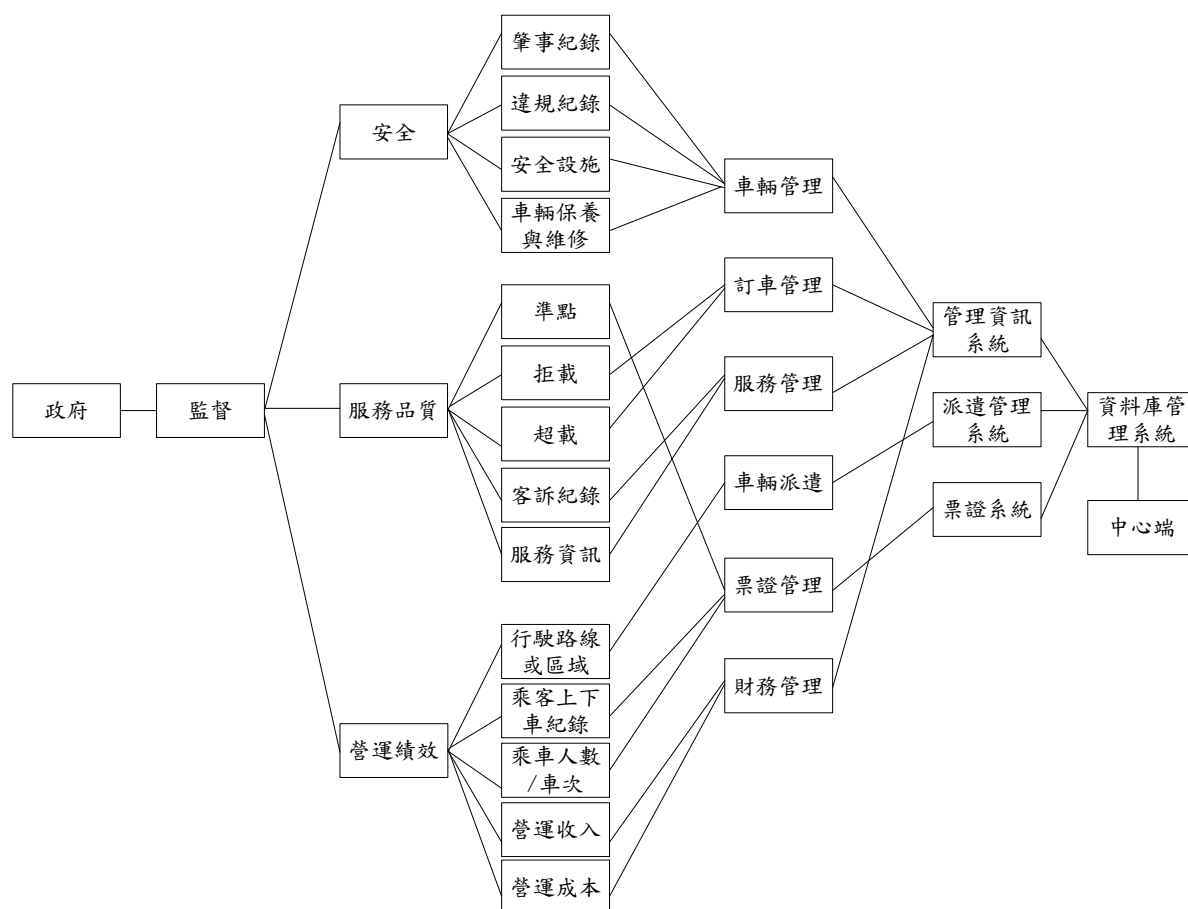 政府
監督
安全
服務品質
營運績效
肇事紀錄
違規紀錄
安全設施
車輛保養
與維修
準點
拒載
超載
客訴紀錄
服務資訊
行駛路線
或區域
乘客上下
車紀錄
乘車人數
/車次
營運收入
營運成本
車輛管理
訂車管理
服務管理
車輛派遣
票證管理
財務管理
管理資訊
系統
派遣管理
系統
票證系統
資料庫管
理系統
中心端